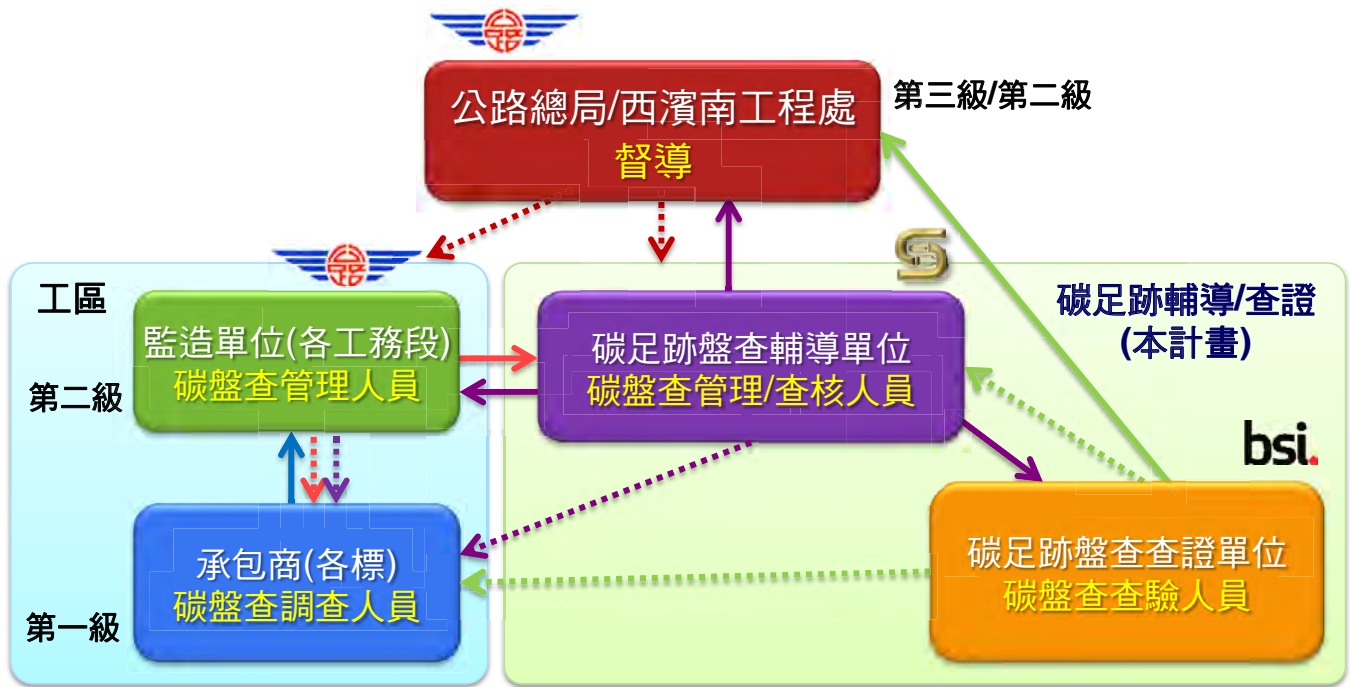 公路總局/西濱南工程處
督導
第三級/第二級
工區
監造單位(各工務段)
碳盤查管理人員
第二級
碳足跡盤查輔導單位
碳盤查管理/查核人員
碳足跡輔導/查證
(本計畫)
bsi.
承包商(各標)
碳盤查調查人員
第一級
碳足跡盤查查證單位
碳盤查查驗人員